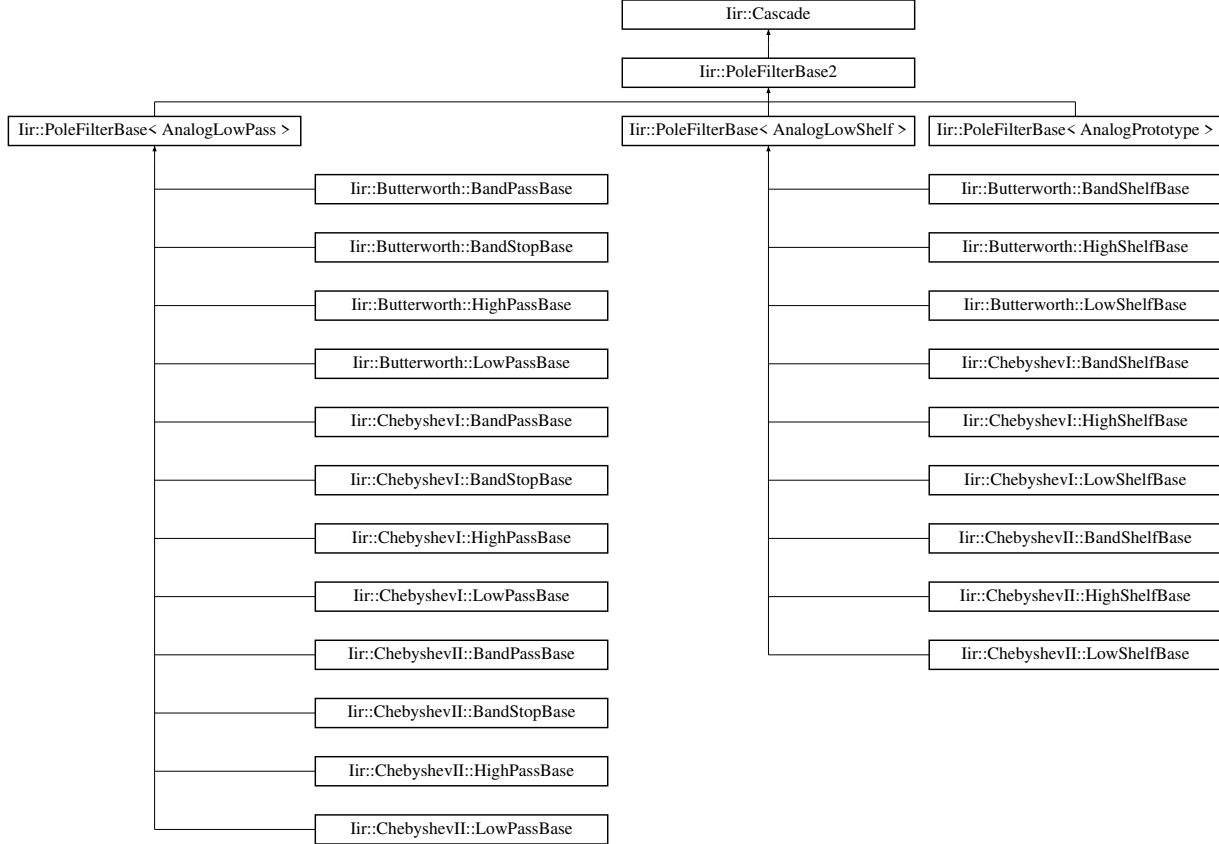 Iir::Cascade
Iir::PoleFilterBase2
Iir::PoleFilterBase< AnalogLowPass >
Iir::PoleFilterBase< AnalogLowShelf >
Iir::PoleFilterBase< AnalogPrototype >
Iir::Butterworth::BandPassBase
Iir::Butterworth::BandStopBase
Iir::Butterworth::HighPassBase
Iir::Butterworth::LowPassBase
Iir::ChebyshevI::BandPassBase
Iir::ChebyshevI::BandStopBase
Iir::ChebyshevI::HighPassBase
Iir::ChebyshevI::LowPassBase
Iir::ChebyshevII::BandPassBase
Iir::ChebyshevII::BandStopBase
Iir::ChebyshevII::HighPassBase
Iir::ChebyshevII::LowPassBase
Iir::Butterworth::BandShelfBase
Iir::Butterworth::HighShelfBase
Iir::Butterworth::LowShelfBase
Iir::ChebyshevI::BandShelfBase
Iir::ChebyshevI::HighShelfBase
Iir::ChebyshevI::LowShelfBase
Iir::ChebyshevII::BandShelfBase
Iir::ChebyshevII::HighShelfBase
Iir::ChebyshevII::LowShelfBase